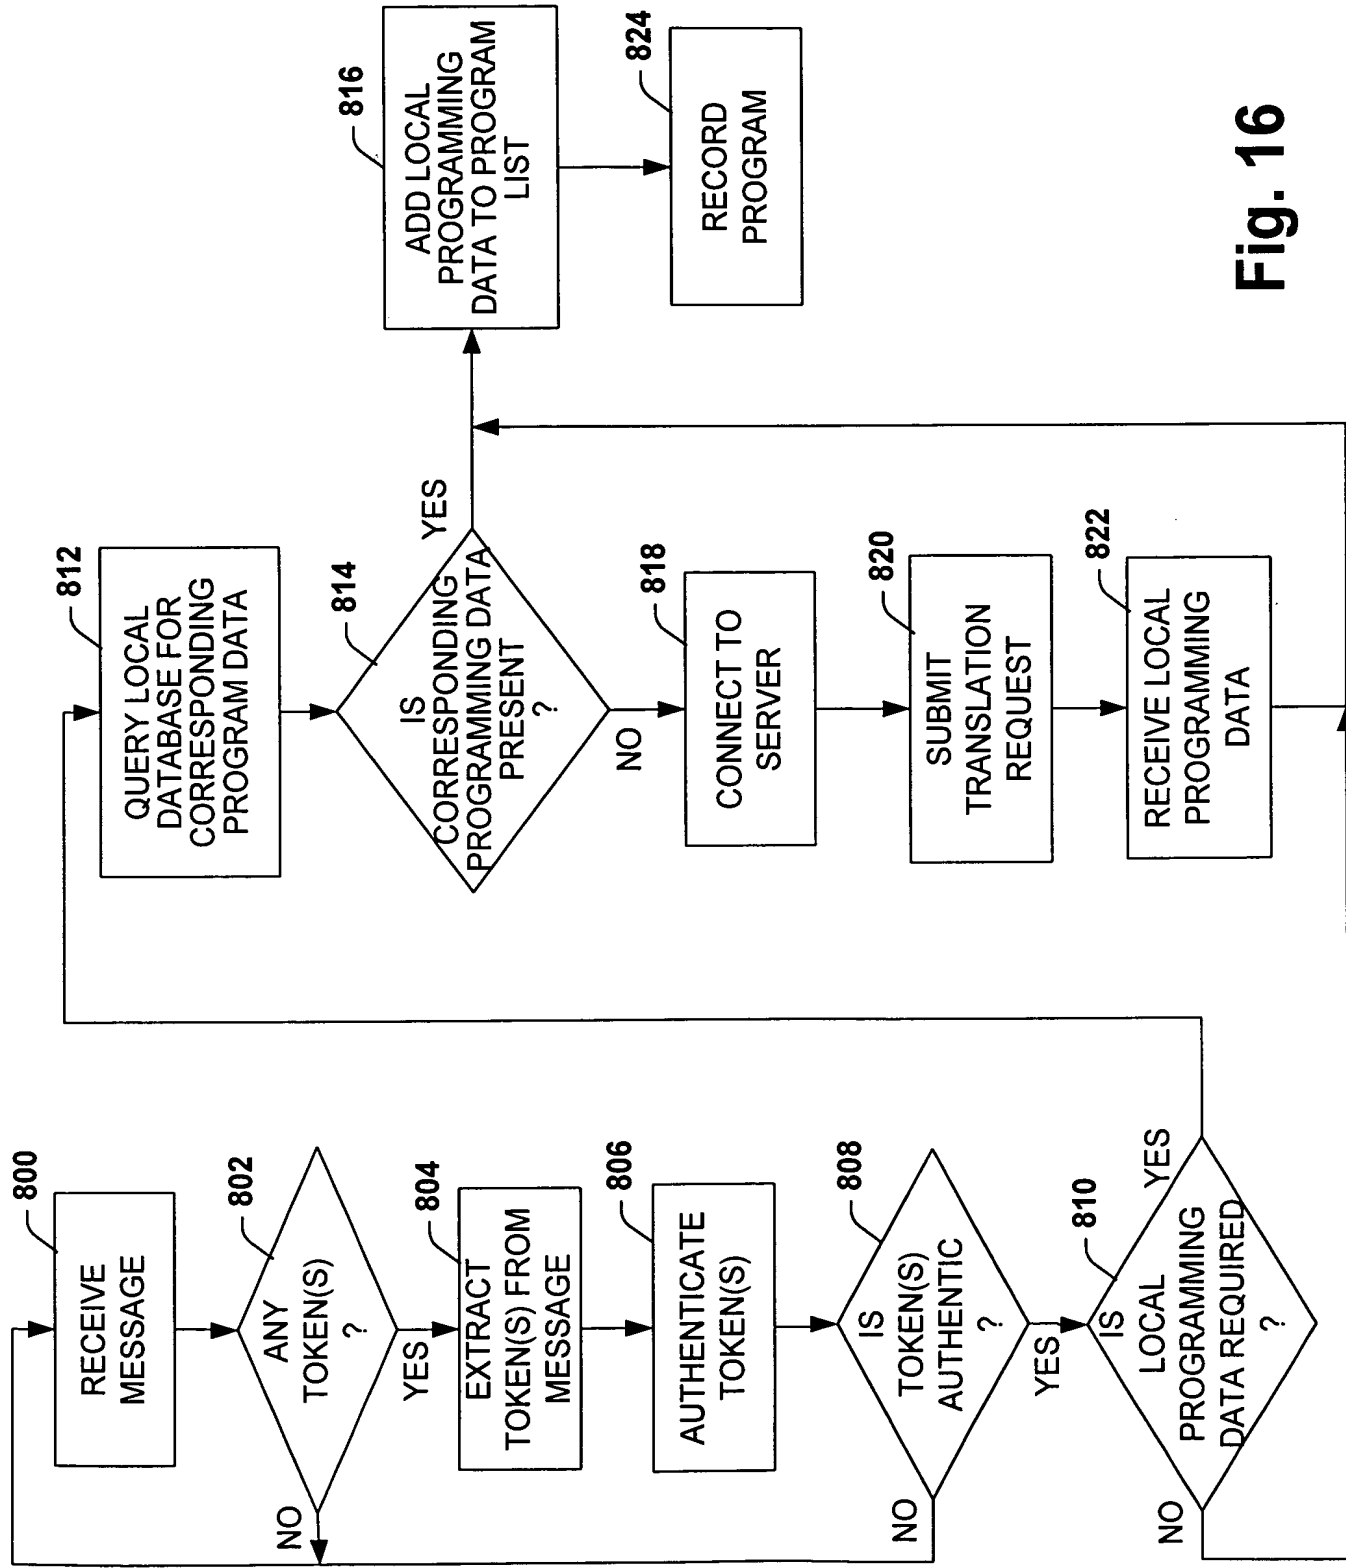 800
RECEIVE
MESSAGE
802
ANY
TOKEN(S)
?
NO
YES
804
EXTRACT
TOKEN(S) FROM
MESSAGE
806
AUTHENTICATE
TOKEN(S)
808
IS
TOKEN(S)
AUTHENTIC
?
NO
YES
810
IS
LOCAL
PROGRAMMING
DATA REQUIRED
?
NO
YES
812
QUERY LOCAL
DATABASE FOR
CORRESPONDING
PROGRAM DATA
814
IS
CORRESPONDING
PROGRAMMING DATA
PRESENT
?
YES
NO
818
CONNECT TO
SERVER
820
SUBMIT
TRANSLATION
REQUEST
822
RECEIVE LOCAL
PROGRAMMING
DATA
816
ADD LOCAL
PROGRAMMING
DATA TO PROGRAM
LIST
824
RECORD
PROGRAM
Fig. 16